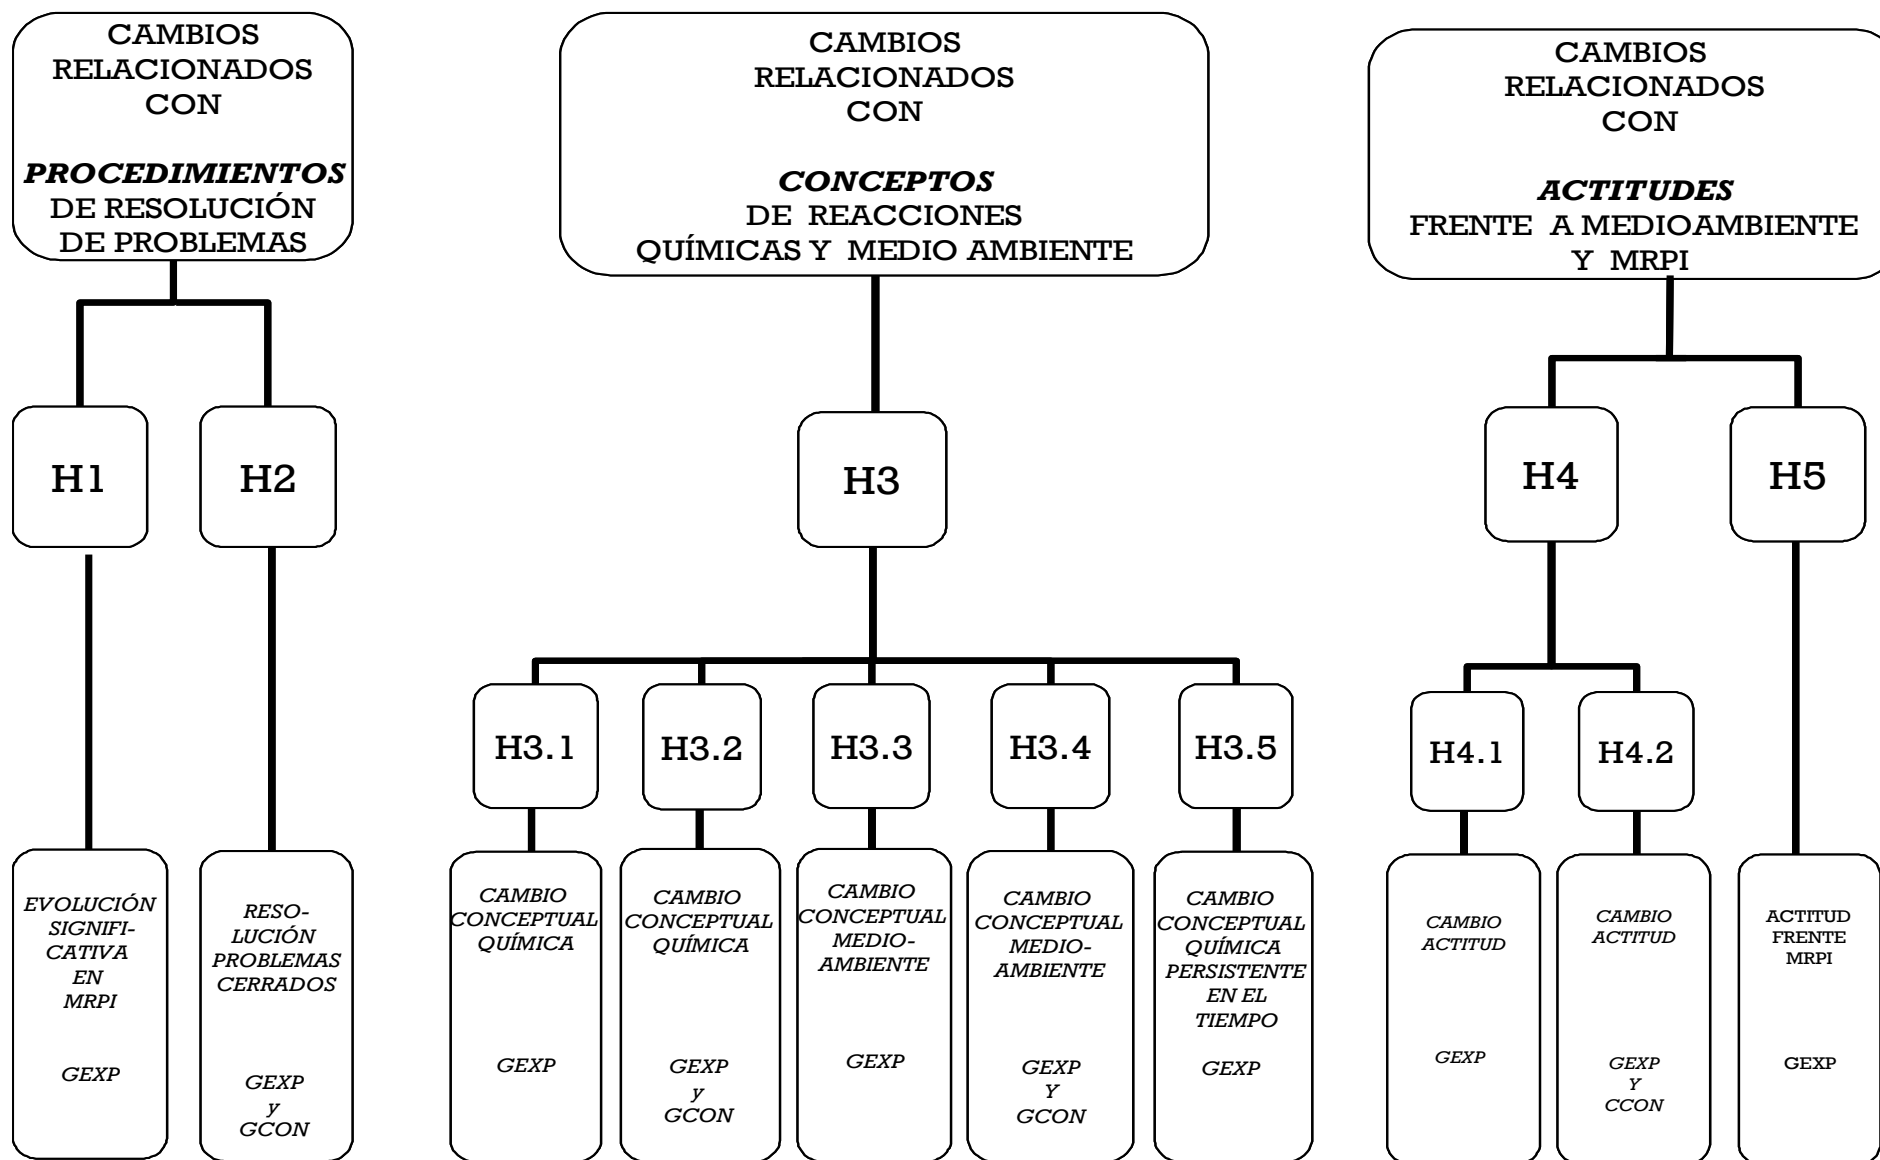 CAMBIOS
RELACIONADOS
CON
PROCEDIMIENTOS
DE RESOLUCIÓN
DE PROBLEMAS
CAMBIOS
RELACIONADOS
CON
CONCEPTOS
DE REACCIONES
QUÍMICAS Y MEDIO AMBIENTE
CAMBIOS
RELACIONADOS
CON
ACTITUDES
FRENTE A MEDIOAMBIENTE
Y MRPI
H1
H2
H3
H4
H5
H3.1
H3.2
H3.3
H3.4
H3.5
H4.1
H4.2
EVOLUCIÓN
SIGNIFI-
CATIVA
EN
MRPI
GEXP
RESO-
LUCIÓN
PROBLEMAS
CERRADOS
GEXP
y
GCON
CAMBIO
CONCEPTUAL
QUÍMICA
GEXP
CAMBIO
CONCEPTUAL
QUÍMICA
GEXP
y
GCON
CAMBIO
CONCEPTUAL
MEDIO-
AMBIENTE
GEXP
CAMBIO
CONCEPTUAL
MEDIO-
AMBIENTE
GEXP
Y
GCON
CAMBIO
CONCEPTUAL
QUÍMICA
PERSISTENTE
EN EL
TIEMPO
GEXP
CAMBIO
ACTITUD
GEXP
CAMBIO
ACTITUD
GEXP
Y
CCON
ACTITUD
FRENTE
MRPI
GEXP